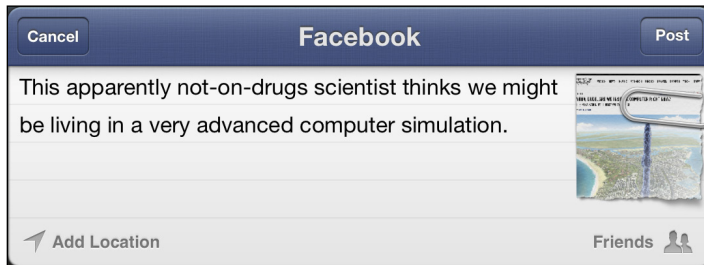 Cancel
Facebook
Post
This apparently not-on-drugs scientist thinks we might
be living in a very advanced computer simulation.
Add Location
Friends